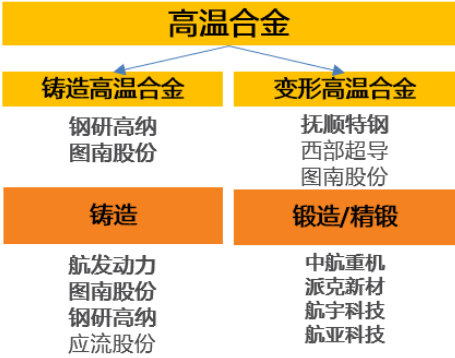 高温合金
铸造高温合金
钢研高纳
图南股份
变形高温合金
抚顺特钢
西部超导
图南股份
铸造
航发动力
图南股份
钢研高纳
应流股份
锻造/精锻
中航重机
派克新材
航宇科技
航亚科技